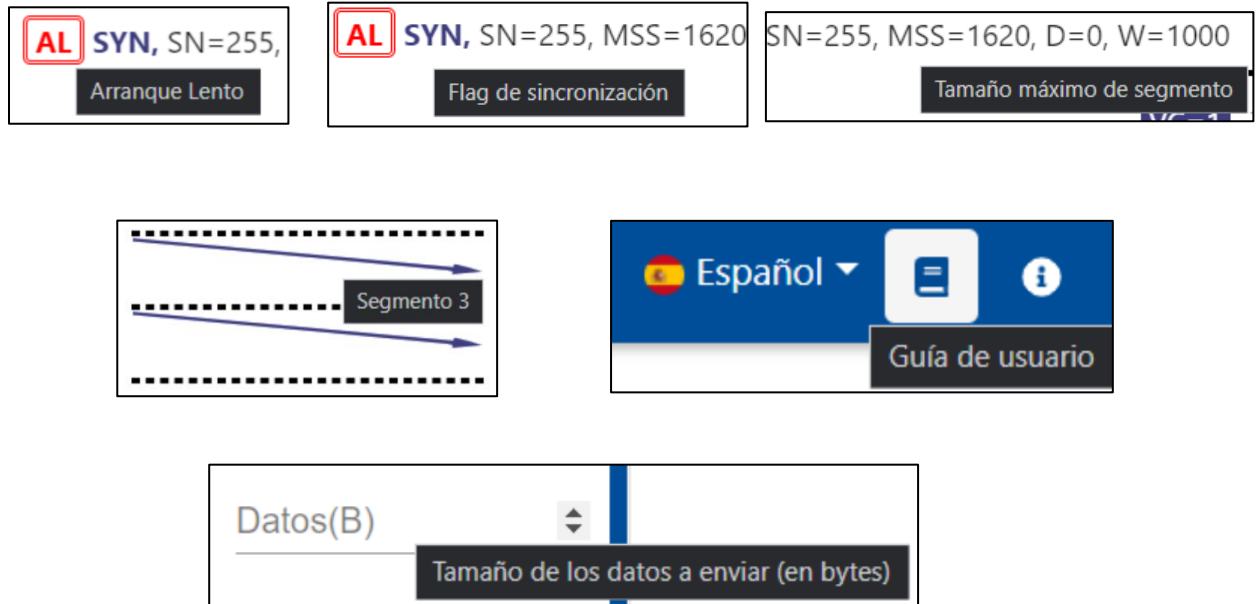 AL SYN, SN=255,
Arranque Lento
AL SYN, SN=255, MSS=1620
Flag de sincronización
SN=255, MSS=1620, D=0, W=1000
Tamaño máximo de segmento
VC=1
Segmento 3
Español
Guía de usuario
Datos(B)
Tamaño de los datos a enviar (en bytes)